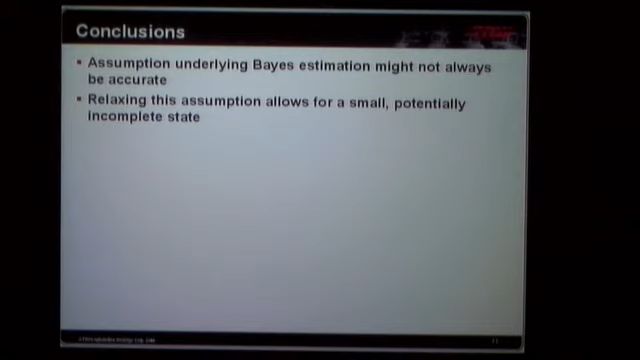 Conclusions
Assumption underlying Bayes estimation might not always
be accurate
Relaxing this assumption allows for a small, potentially
incomplete state